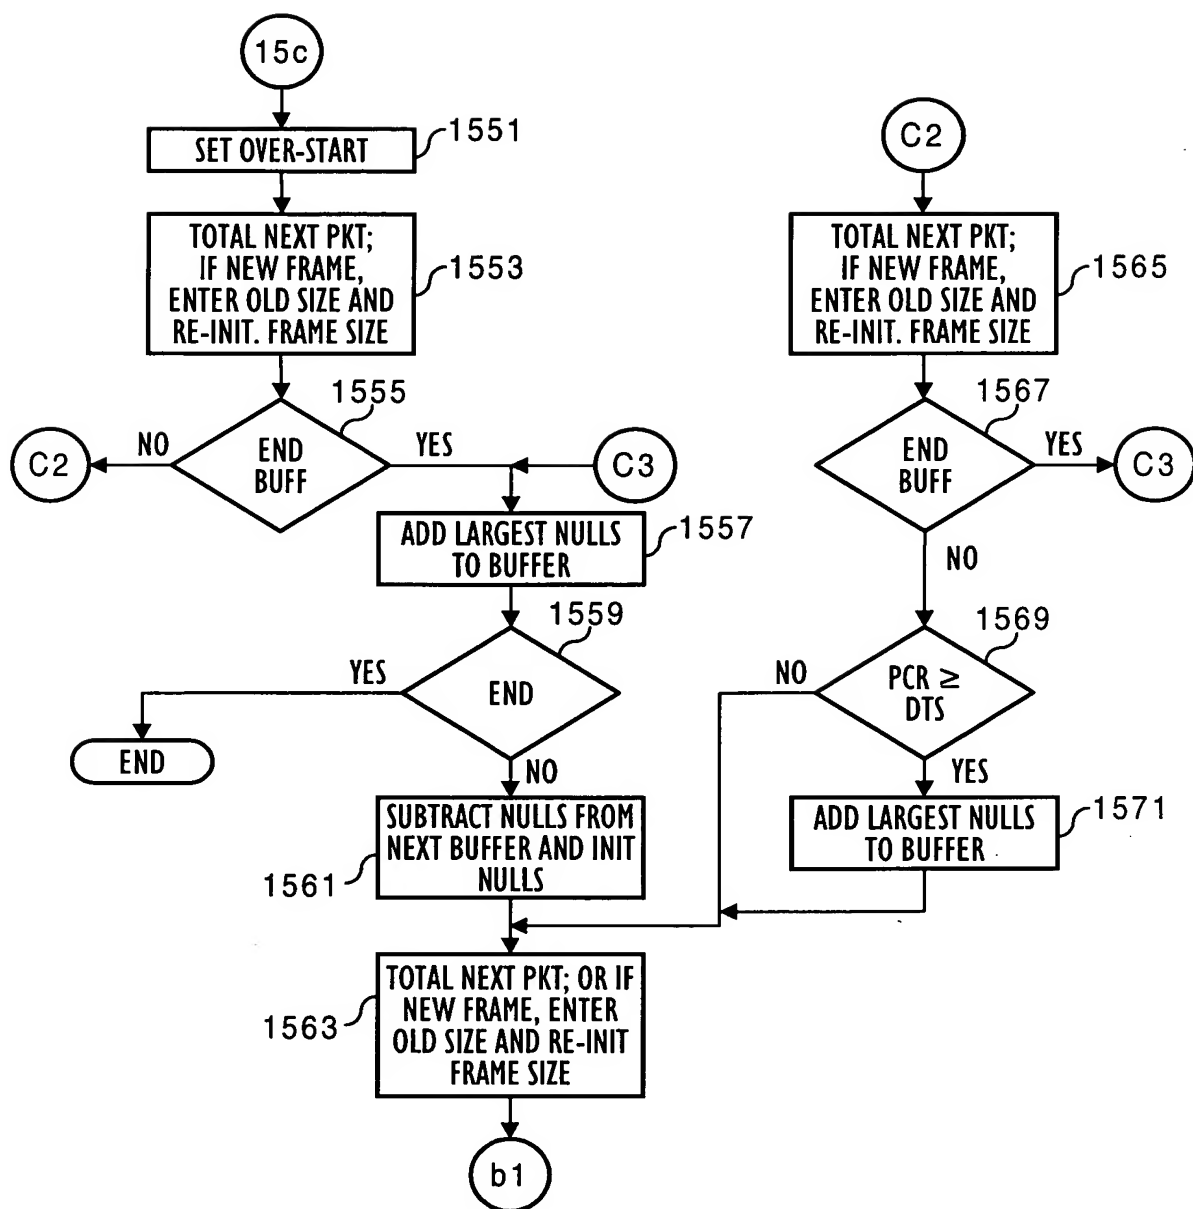 15c
SET OVER-START
1551
TOTAL NEXT PKT;
IF NEW FRAME,
ENTER OLD SIZE AND
RE-INIT. FRAME SIZE
1553
1555
END
BUFF
NO
C2
YES
C3
ADD LARGEST NULLS
TO BUFFER
1557
1559
END
YES
END
NO
SUBTRACT NULLS FROM
NEXT BUFFER AND INIT
NULLS
1561
TOTAL NEXT PKT; OR IF
NEW FRAME, ENTER
OLD SIZE AND RE-INIT
FRAME SIZE
1563
b1
C2
TOTAL NEXT PKT;
IF NEW FRAME,
ENTER OLD SIZE AND
RE-INIT. FRAME SIZE
1565
1567
END
BUFF
YES
C3
NO
1569
PCR ≥
DTS
NO
YES
ADD LARGEST NULLS
TO BUFFER
1571